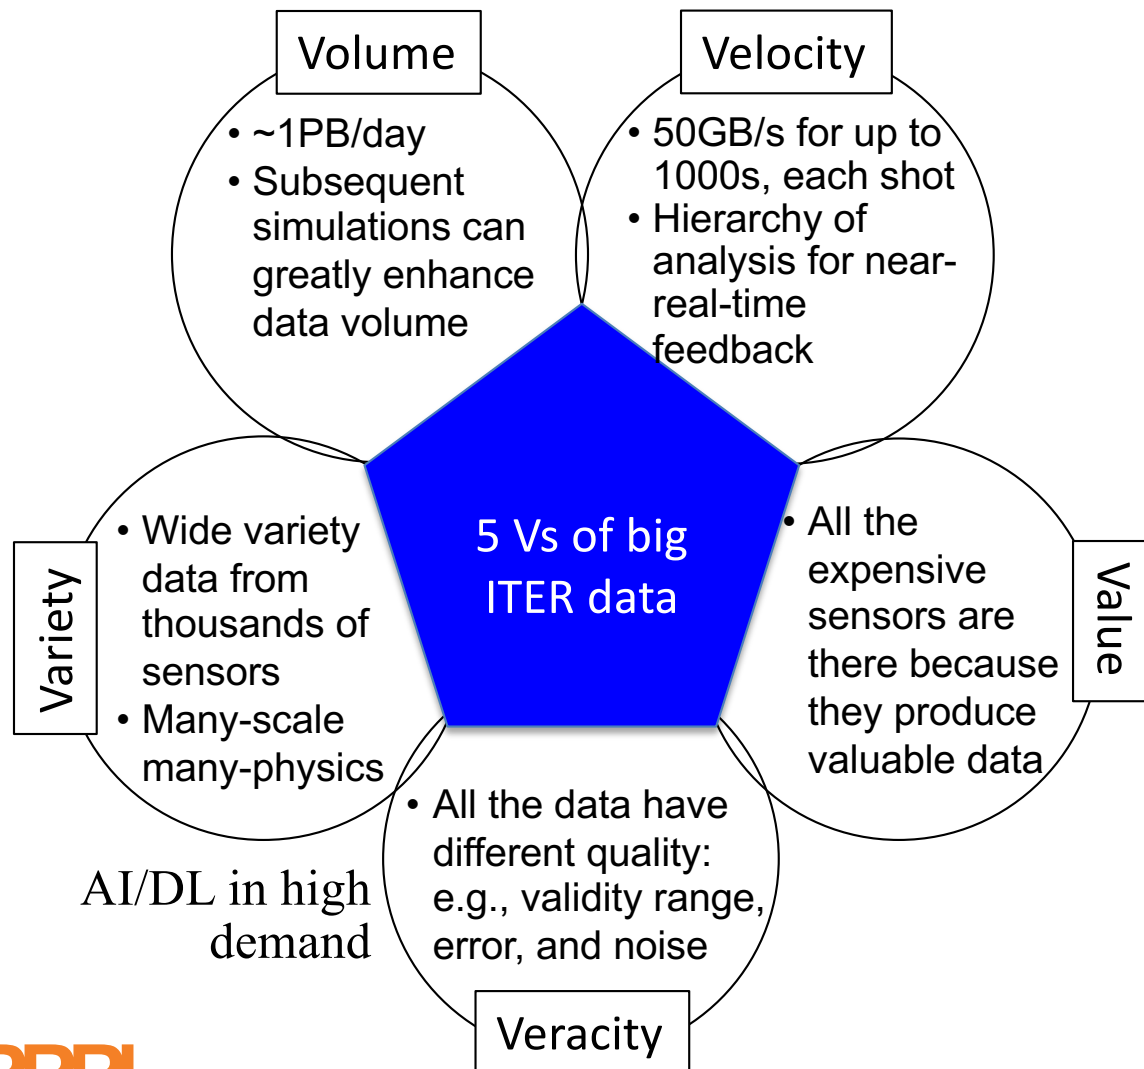 Volume
• ~1PB/day
• Subsequent
simulations can
greatly enhance
data volume
Velocity
• 50GB/s for up to
1000s, each shot
• Hierarchy of
analysis for near-
real-time
feedback
Variety
• Wide variety
data from
thousands of
sensors
• Many-scale
many-physics
5 Vs of big
ITER data
• All the
expensive
sensors are
there because
they produce
valuable data
Value
AI/DL in high
demand
• All the data have
different quality:
e.g., validity range,
error, and noise
Veracity